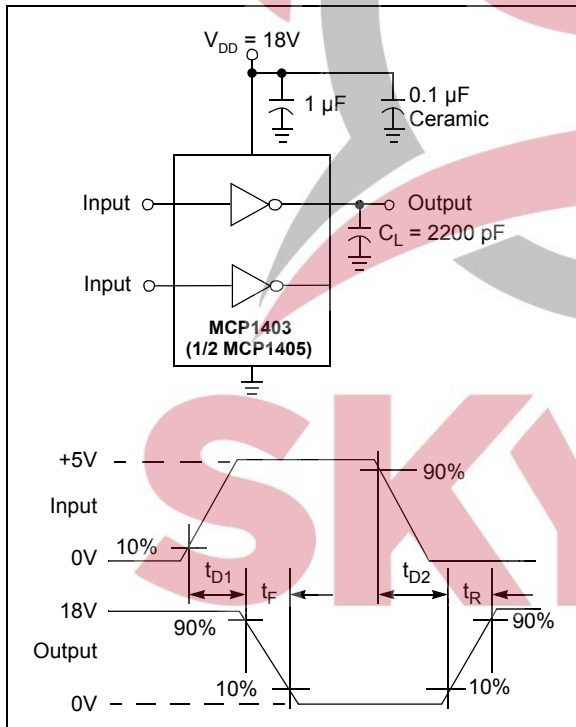 V_DD = 18V
1 µF
0.1 µF
Ceramic
Input
Output
C_L = 2200 pF
Input
MCP1403
(1/2 MCP1405)
+5V
Input
0V
10%
90%
t_D1
t_F
t_D2
t_R
18V
90%
90%
Output
0V
10%
10%
SKY